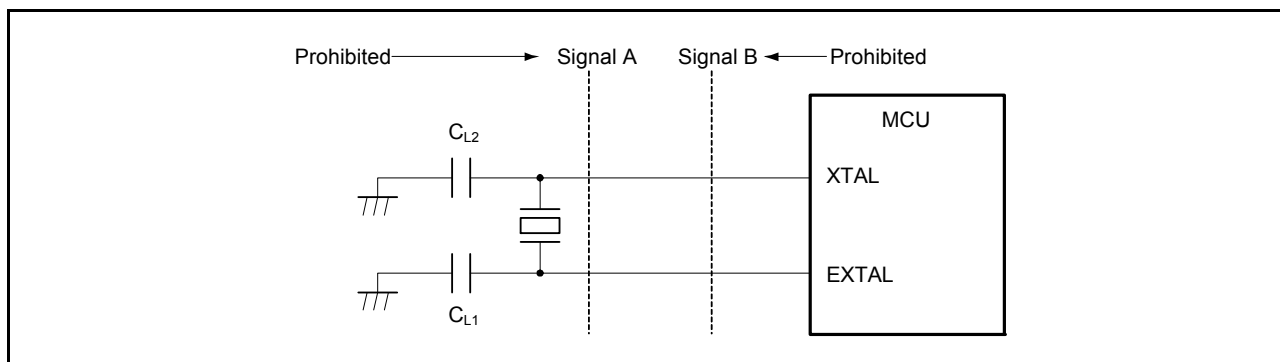 Prohibited Signal A Signal B Prohibited
MCU
CL2
XTAL
EXTAL
CL1